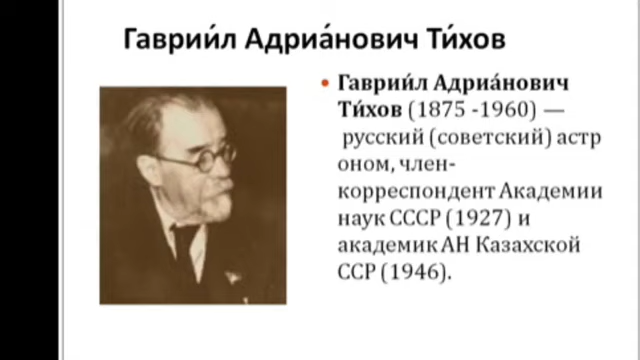 Гаврии́л Адриа́нович Ти́хов
• Гаврии́л Адриа́нович
Ти́хов (1875 -1960) —
русский (советский) астр
оном, член-
корреспондент Академии
наук СССР (1927) и
академик АН Казахской
ССР (1946).